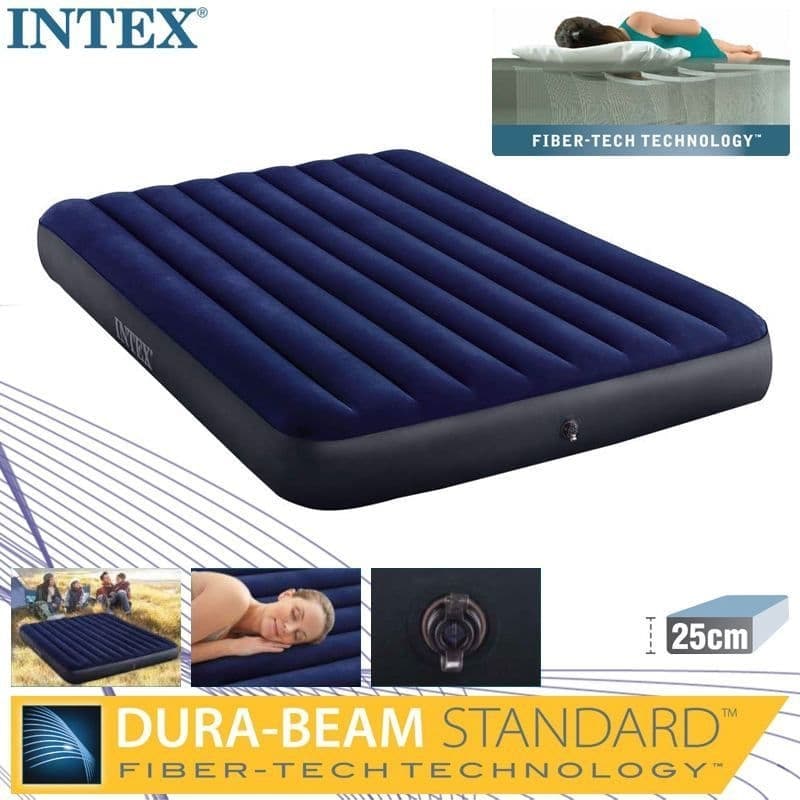 INTEX®
FIBER-TECH TECHNOLOGY™
INTEX
25cm
DURA-BEAM STANDARD™
FIBER-TECH TECHNOLOGY™